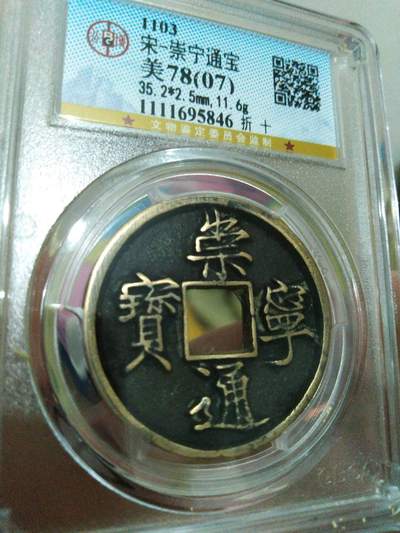 1103
宋-崇宁通宝
美78(07)
35.2*2.5mm,11.6g
1111695846 折十
★ 文物鉴定委员会监制 ★
崇寧通寳